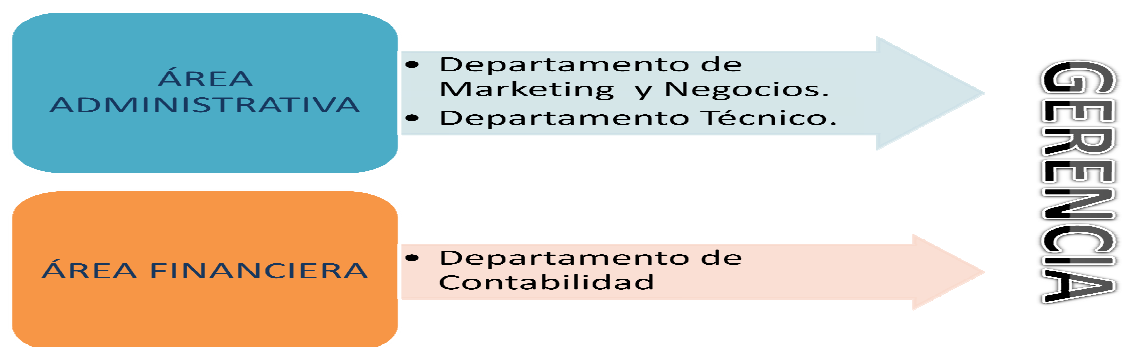 ÁREA
ADMINISTRATIVA
• Departamento de
Marketing y Negocios.
• Departamento Técnico.
ÁREA FINANCIERA
• Departamento de
Contabilidad
GERENCIA